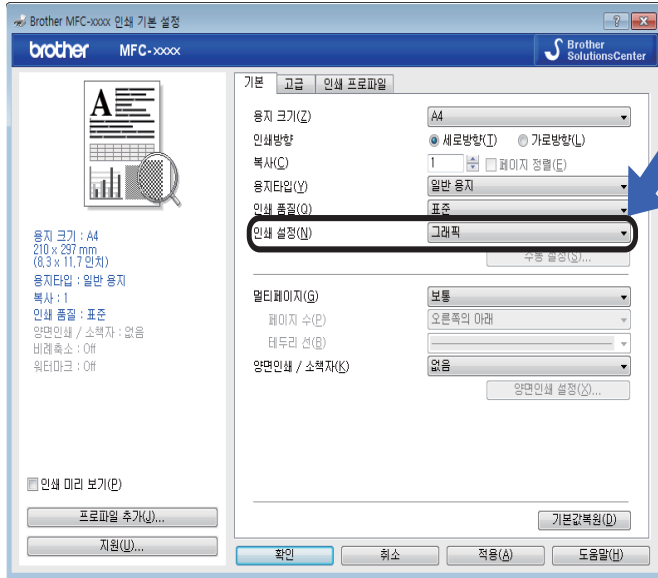 Brother MFC-xxxx 인쇄 기본 설정
brother MFC-xxxx
Brother
SolutionsCenter
기본 고급 인쇄 프로파일
용지 크기(Z) A4
인쇄방향 세로방향(T) 가로방향(L)
복사(C) 1 페이지 정렬(E)
용지타입(Y) 일반 용지
인쇄 품질(Q) 표준
인쇄 설정(N) 그래픽
수동 설정(S)...
멀티페이지(G) 보통
페이지 수(P) 오른쪽의 아래
테두리 선(B)
양면인쇄 / 소책자(K) 없음
양면인쇄 설정(X)...
기본값복원(D)
A
용지 크기 : A4
210 x 297 mm
(8,3 x 11,7 인치)
용지타입 : 일반 용지
복사 : 1
인쇄 품질 : 표준
양면인쇄 / 소책자 : 없음
비례축소 : Off
워터마크 : Off
인쇄 미리 보기(P)
프로파일 추가(J)...
지원(U)...
확인 취소 적용(A) 도움말(H)